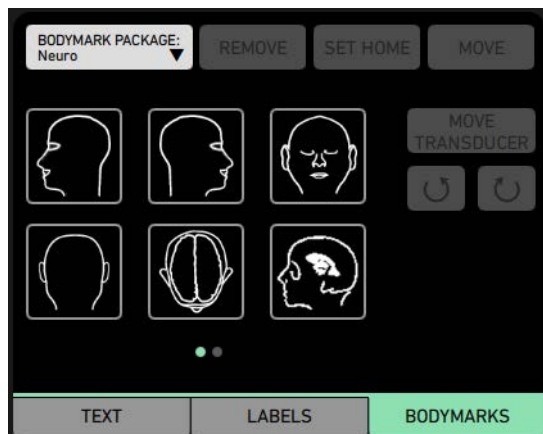 BODYMARK PACKAGE:
Neuro
REMOVE
SET HOME
MOVE
MOVE
TRANSDUCER
TEXT
LABELS
BODYMARKS